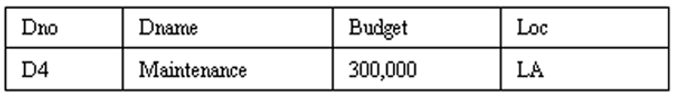 Dno Dname Budget Loc
D4 Maintenance 300,000 LA